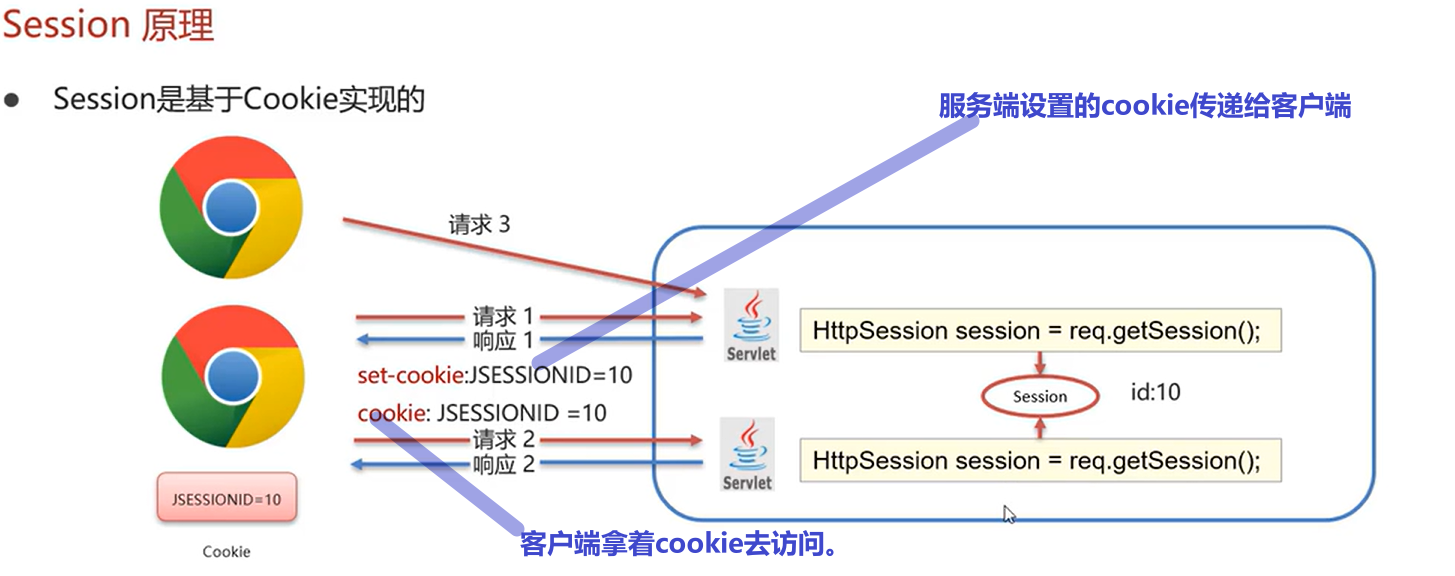 Session 原理
● Session是基于Cookie实现的
服务端设置的cookie传递给客户端
请求 3
请求 1
响应 1
Servlet
HttpSession session = req.getSession();
set-cookie:JSESSIONID=10
Session
id:10
cookie: JSESSIONID =10
请求 2
响应 2
Servlet
HttpSession session = req.getSession();
JSESSIONID=10
Cookie
客户端拿着cookie去访问。